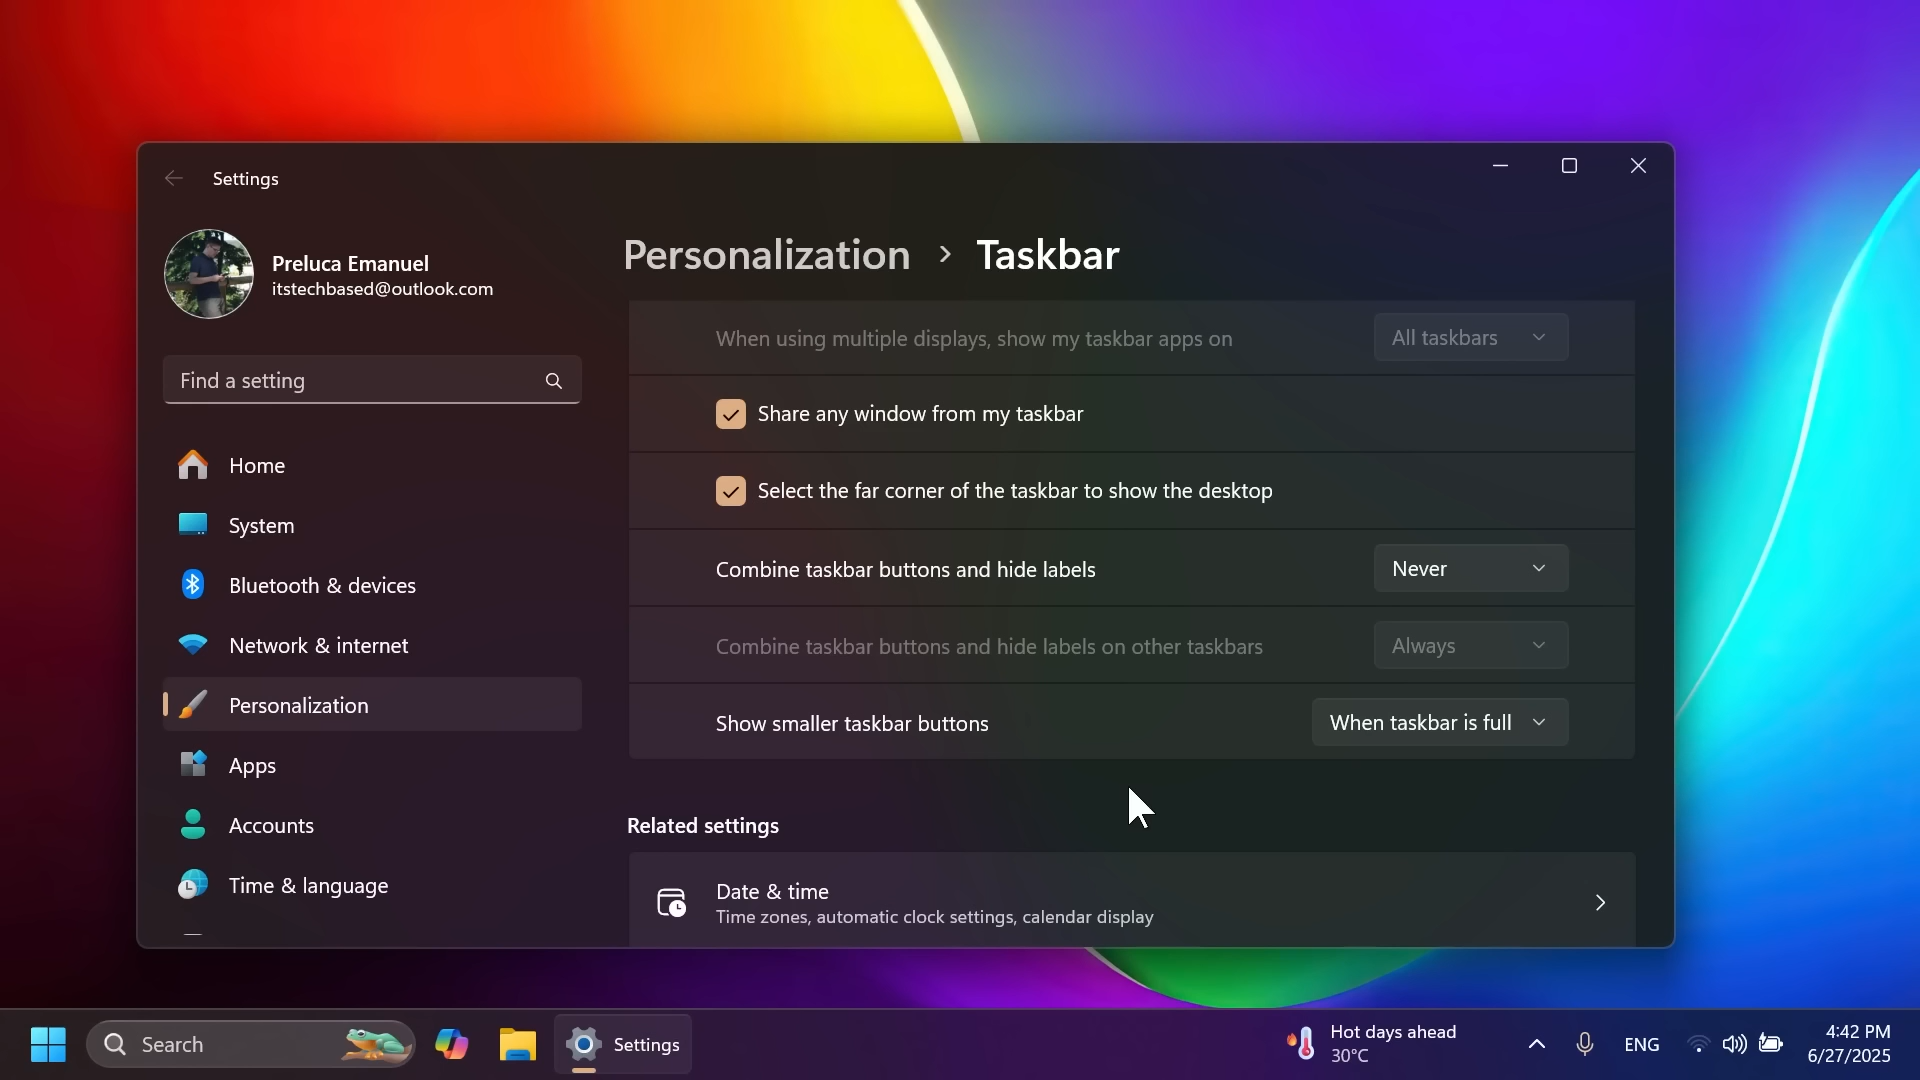 Settings
Preluca Emanuel
itstechbased@outlook.com
Find a setting
Home
System
Bluetooth & devices
Network & internet
Personalization
Apps
Accounts
Time & language
Personalization › Taskbar
When using multiple displays, show my taskbar apps on
All taskbars
Share any window from my taskbar
Select the far corner of the taskbar to show the desktop
Combine taskbar buttons and hide labels
Never
Combine taskbar buttons and hide labels on other taskbars
Always
Show smaller taskbar buttons
When taskbar is full
Related settings
Date & time
Time zones, automatic clock settings, calendar display
Search
Settings
Hot days ahead
30°C
ENG
4:42 PM
6/27/2025